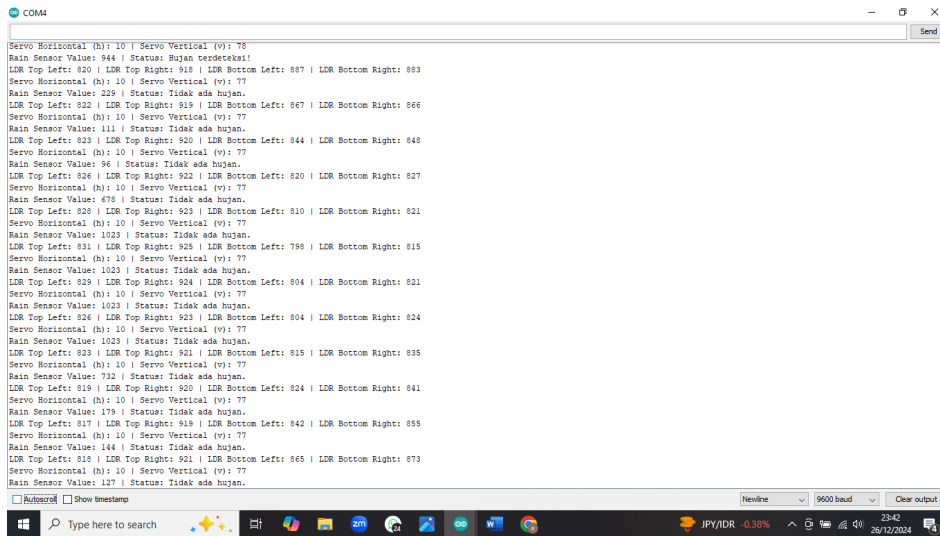 COM4
Send
Servo Horizontal (h): 10 | Servo Vertical (v): 78
Rain Sensor Value: 944 | Status: Hujan terdeteksi!
LDR Top Left: 820 | LDR Top Right: 918 | LDR Bottom Left: 887 | LDR Bottom Right: 883
Servo Horizontal (h): 10 | Servo Vertical (v): 77
Rain Sensor Value: 229 | Status: Tidak ada hujan.
LDR Top Left: 822 | LDR Top Right: 919 | LDR Bottom Left: 867 | LDR Bottom Right: 866
Servo Horizontal (h): 10 | Servo Vertical (v): 77
Rain Sensor Value: 111 | Status: Tidak ada hujan.
LDR Top Left: 823 | LDR Top Right: 920 | LDR Bottom Left: 844 | LDR Bottom Right: 848
Servo Horizontal (h): 10 | Servo Vertical (v): 77
Rain Sensor Value: 96 | Status: Tidak ada hujan.
LDR Top Left: 826 | LDR Top Right: 922 | LDR Bottom Left: 820 | LDR Bottom Right: 827
Servo Horizontal (h): 10 | Servo Vertical (v): 77
Rain Sensor Value: 678 | Status: Tidak ada hujan.
LDR Top Left: 828 | LDR Top Right: 923 | LDR Bottom Left: 810 | LDR Bottom Right: 821
Servo Horizontal (h): 10 | Servo Vertical (v): 77
Rain Sensor Value: 1023 | Status: Tidak ada hujan.
LDR Top Left: 831 | LDR Top Right: 925 | LDR Bottom Left: 798 | LDR Bottom Right: 815
Servo Horizontal (h): 10 | Servo Vertical (v): 77
Rain Sensor Value: 1023 | Status: Tidak ada hujan.
LDR Top Left: 829 | LDR Top Right: 924 | LDR Bottom Left: 804 | LDR Bottom Right: 821
Servo Horizontal (h): 10 | Servo Vertical (v): 77
Rain Sensor Value: 1023 | Status: Tidak ada hujan.
LDR Top Left: 826 | LDR Top Right: 923 | LDR Bottom Left: 804 | LDR Bottom Right: 824
Servo Horizontal (h): 10 | Servo Vertical (v): 77
Rain Sensor Value: 1023 | Status: Tidak ada hujan.
LDR Top Left: 823 | LDR Top Right: 921 | LDR Bottom Left: 815 | LDR Bottom Right: 835
Servo Horizontal (h): 10 | Servo Vertical (v): 77
Rain Sensor Value: 732 | Status: Tidak ada hujan.
LDR Top Left: 819 | LDR Top Right: 920 | LDR Bottom Left: 824 | LDR Bottom Right: 841
Servo Horizontal (h): 10 | Servo Vertical (v): 77
Rain Sensor Value: 179 | Status: Tidak ada hujan.
LDR Top Left: 817 | LDR Top Right: 919 | LDR Bottom Left: 842 | LDR Bottom Right: 855
Servo Horizontal (h): 10 | Servo Vertical (v): 77
Rain Sensor Value: 144 | Status: Tidak ada hujan.
LDR Top Left: 818 | LDR Top Right: 921 | LDR Bottom Left: 865 | LDR Bottom Right: 873
Servo Horizontal (h): 10 | Servo Vertical (v): 77
Rain Sensor Value: 127 | Status: Tidak ada hujan.
Autoscroll Show timestamp Newline 9600 baud Clear output
Type here to search zm 24 W JPY/IDR -0.38% 23:42
26/12/2024 4